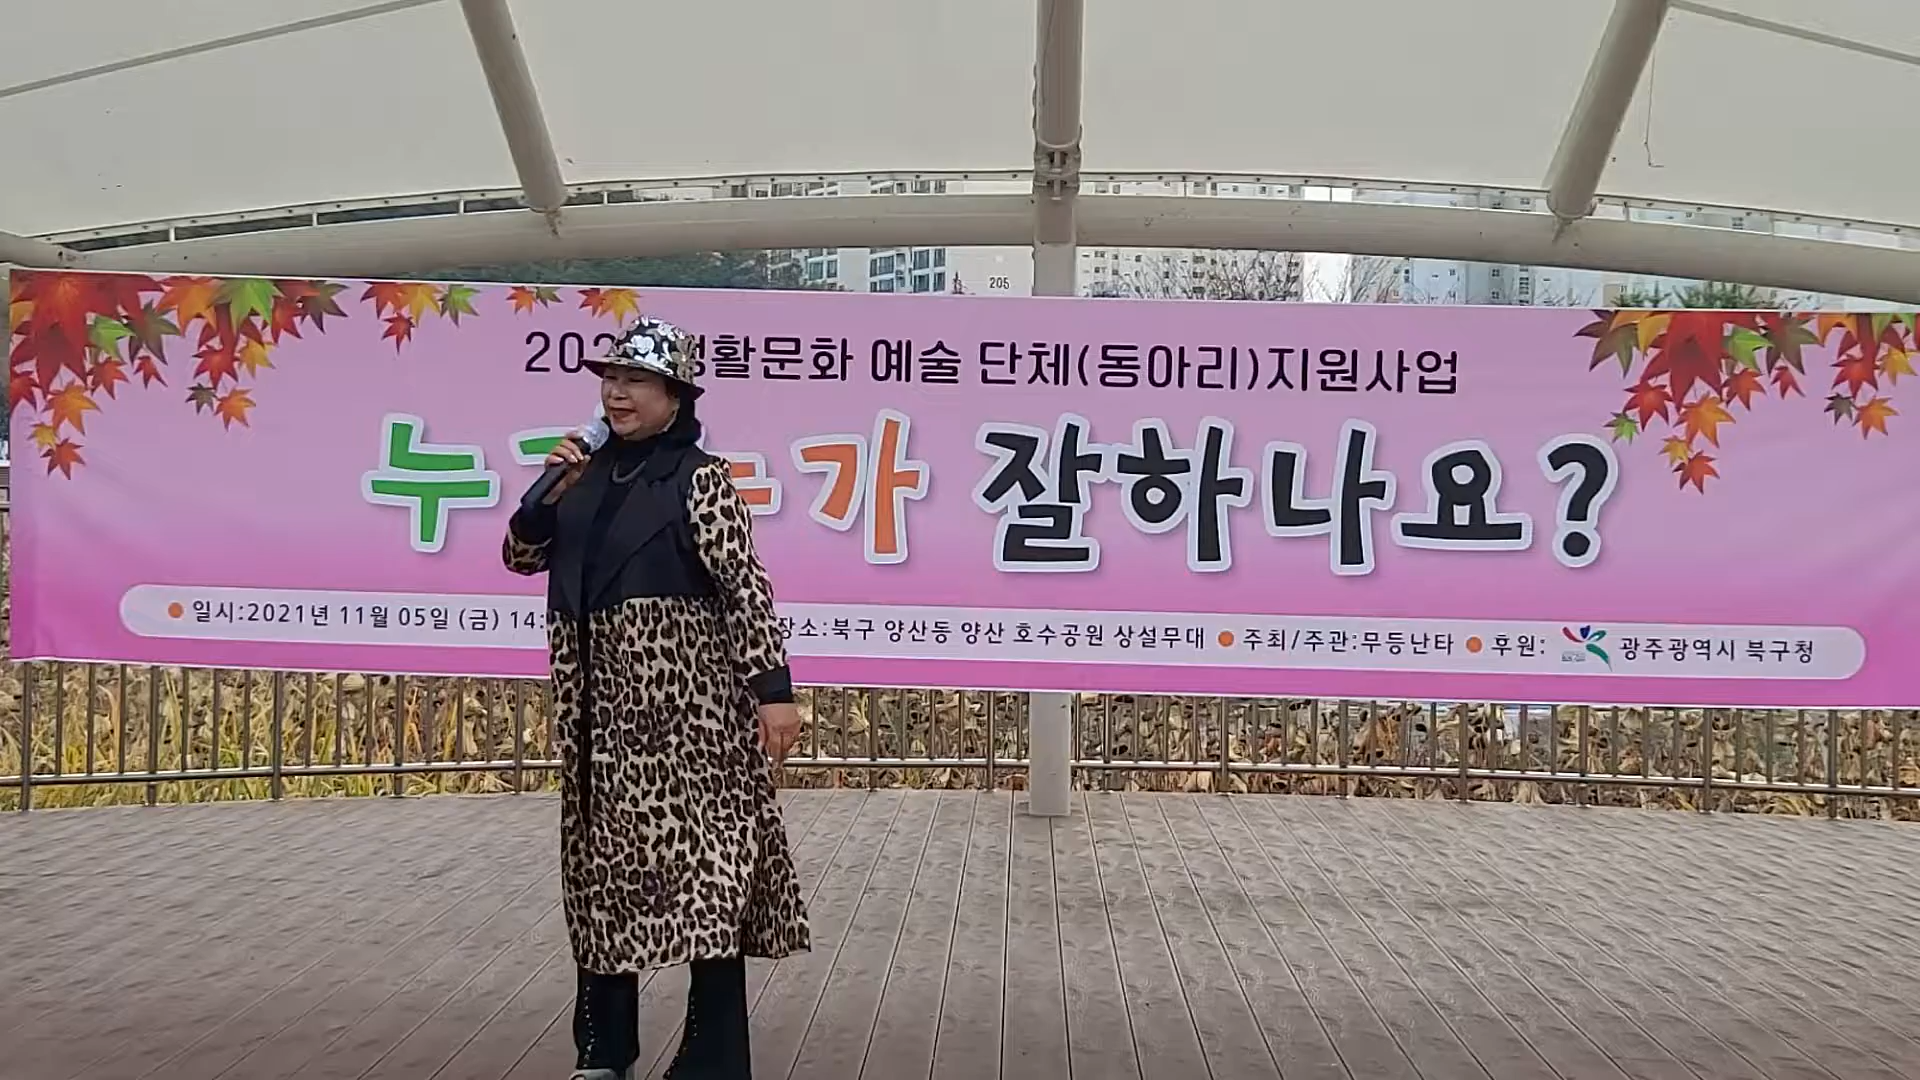 205
생활문화 예술 단체(동아리)지원사업
누 가 잘하나요?
일시:2021년 11월 05일 (금) 14: 장소:북구 양산동 양산 호수공원 상설무대 주최/주관:무등난타 후원: 광주광역시 북구청